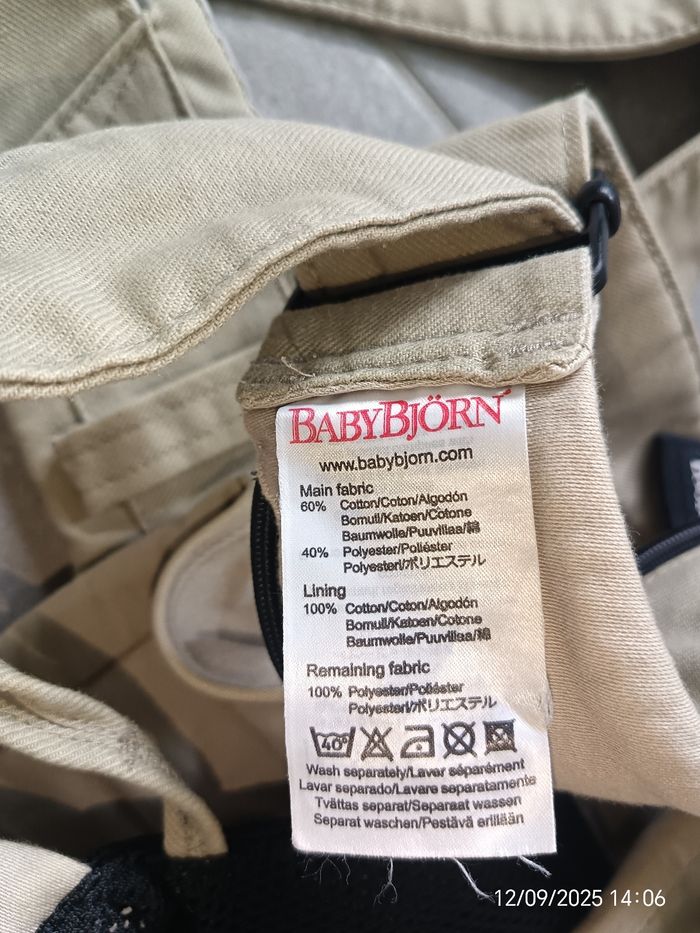 BABYBJÖRN
www.babybjorn.com
Main fabric
60% Cotton/Coton/Algodón
Bomull/Katoen/Cotone
Baumwolle/Puuvillaa/綿
40% Polyester/Poliéster
Polyesteri/ポリエステル
Lining
100% Cotton/Coton/Algodón
Bomull/Katoen/Cotone
Baumwolle/Puuvillaa/綿
Remaining fabric
100% Polyester/Poliéster
Polyesteri/ポリエステル
40°
Wash separately/Laver séparément
Lavar separado/Lavare separatamente
Tvättas separat/Separaat wassen
Separat waschen/Pestävä erillään
12/09/2025 14:06